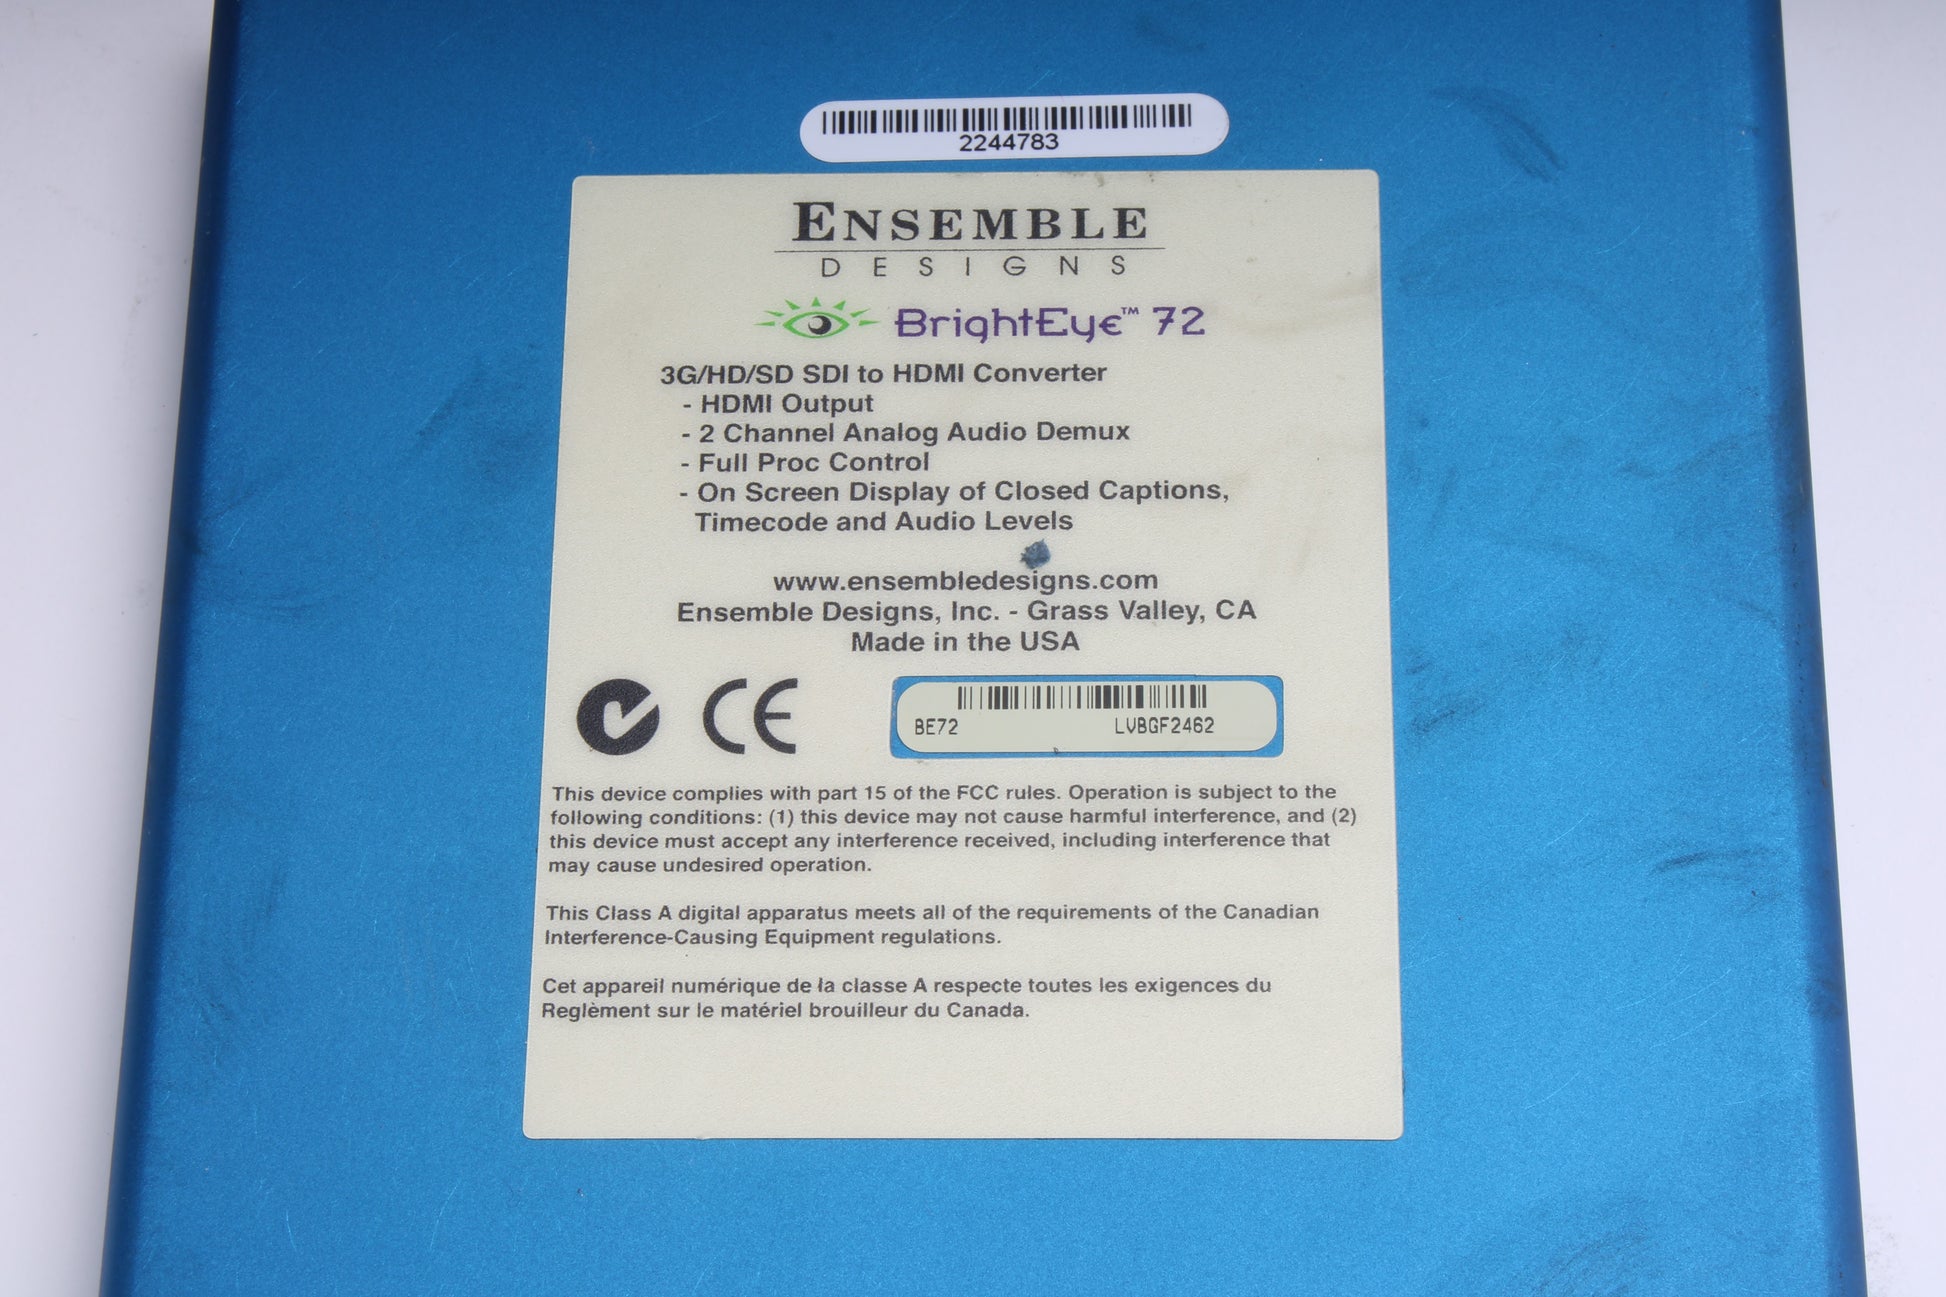 2244783
ENSEMBLE
DESIGNS
BrightEye™ 72
3G/HD/SD SDI to HDMI Converter
- HDMI Output
- 2 Channel Analog Audio Demux
- Full Proc Control
- On Screen Display of Closed Captions,
Timecode and Audio Levels
www.ensembledesigns.com
Ensemble Designs, Inc. - Grass Valley, CA
Made in the USA
CE
BE72 LVBGF2462
This device complies with part 15 of the FCC rules. Operation is subject to the
following conditions: (1) this device may not cause harmful interference, and (2)
this device must accept any interference received, including interference that
may cause undesired operation.
This Class A digital apparatus meets all of the requirements of the Canadian
Interference-Causing Equipment regulations.
Cet appareil numérique de la classe A respecte toutes les exigences du
Reglèment sur le matériel brouilleur du Canada.